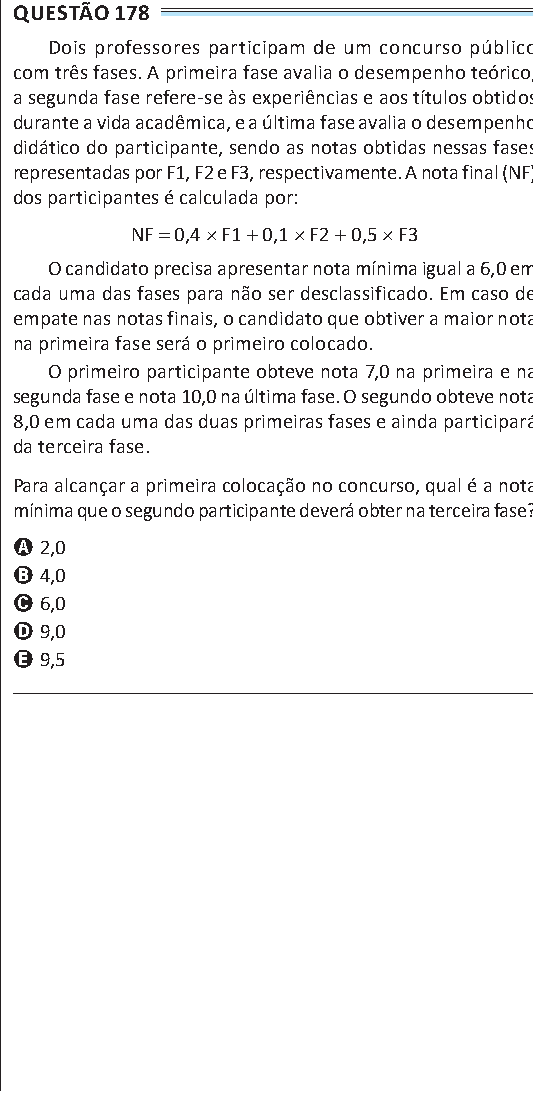 QUESTÃO 178
Dois professores participam de um concurso público
com três fases. A primeira fase avalia o desempenho teórico,
a segunda fase refere-se às experiências e aos títulos obtidos
durante a vida acadêmica, e a última fase avalia o desempenho
didático do participante, sendo as notas obtidas nessas fases
representadas por F1, F2 e F3, respectivamente. A nota final (NF)
dos participantes é calculada por:
NF = 0,4 × F1 + 0,1 × F2 + 0,5 × F3
O candidato precisa apresentar nota mínima igual a 6,0 em
cada uma das fases para não ser desclassificado. Em caso de
empate nas notas finais, o candidato que obtiver a maior nota
na primeira fase será o primeiro colocado.
O primeiro participante obteve nota 7,0 na primeira e na
segunda fase e nota 10,0 na última fase. O segundo obteve nota
8,0 em cada uma das duas primeiras fases e ainda participará
da terceira fase.
Para alcançar a primeira colocação no concurso, qual é a nota
mínima que o segundo participante deverá obter na terceira fase?
A 2,0
B 4,0
C 6,0
D 9,0
E 9,5